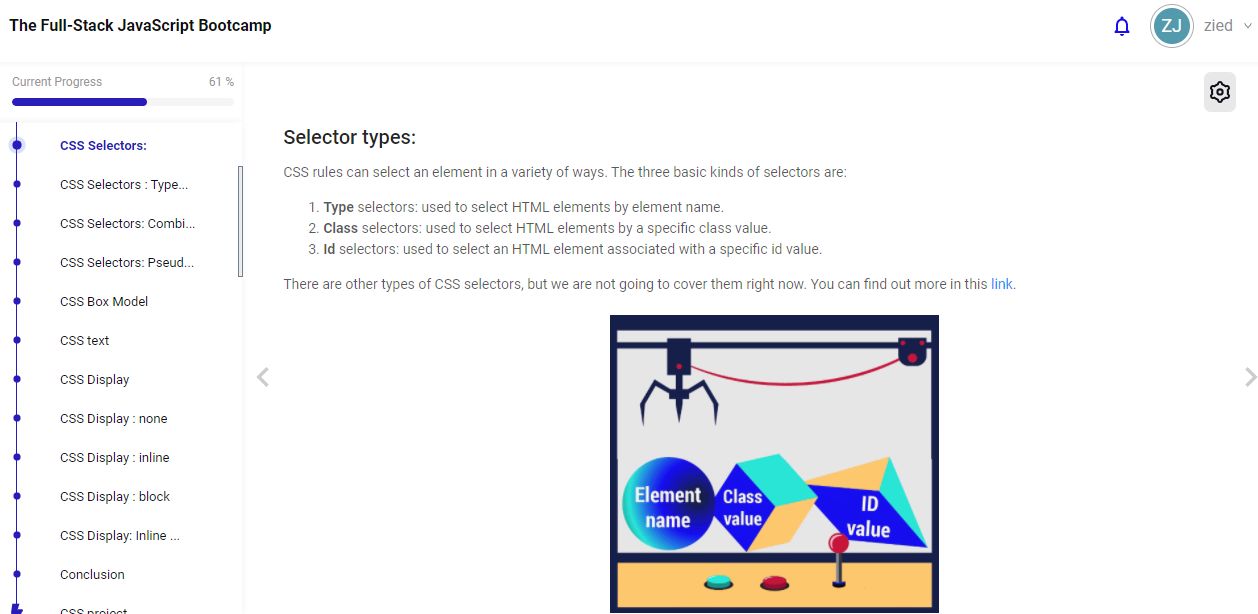 The Full-Stack JavaScript Bootcamp
ZJ
zied
Current Progress
61 %
CSS Selectors:
CSS Selectors : Type...
CSS Selectors: Combi...
CSS Selectors: Pseud...
CSS Box Model
CSS text
CSS Display
CSS Display : none
CSS Display : inline
CSS Display : block
CSS Display: Inline ...
Conclusion
CSS project
Selector types:
CSS rules can select an element in a variety of ways. The three basic kinds of selectors are:
1. Type selectors: used to select HTML elements by element name.
2. Class selectors: used to select HTML elements by a specific class value.
3. Id selectors: used to select an HTML element associated with a specific id value.
There are other types of CSS selectors, but we are not going to cover them right now. You can find out more in this link.
Element
name
Class
value
ID
value